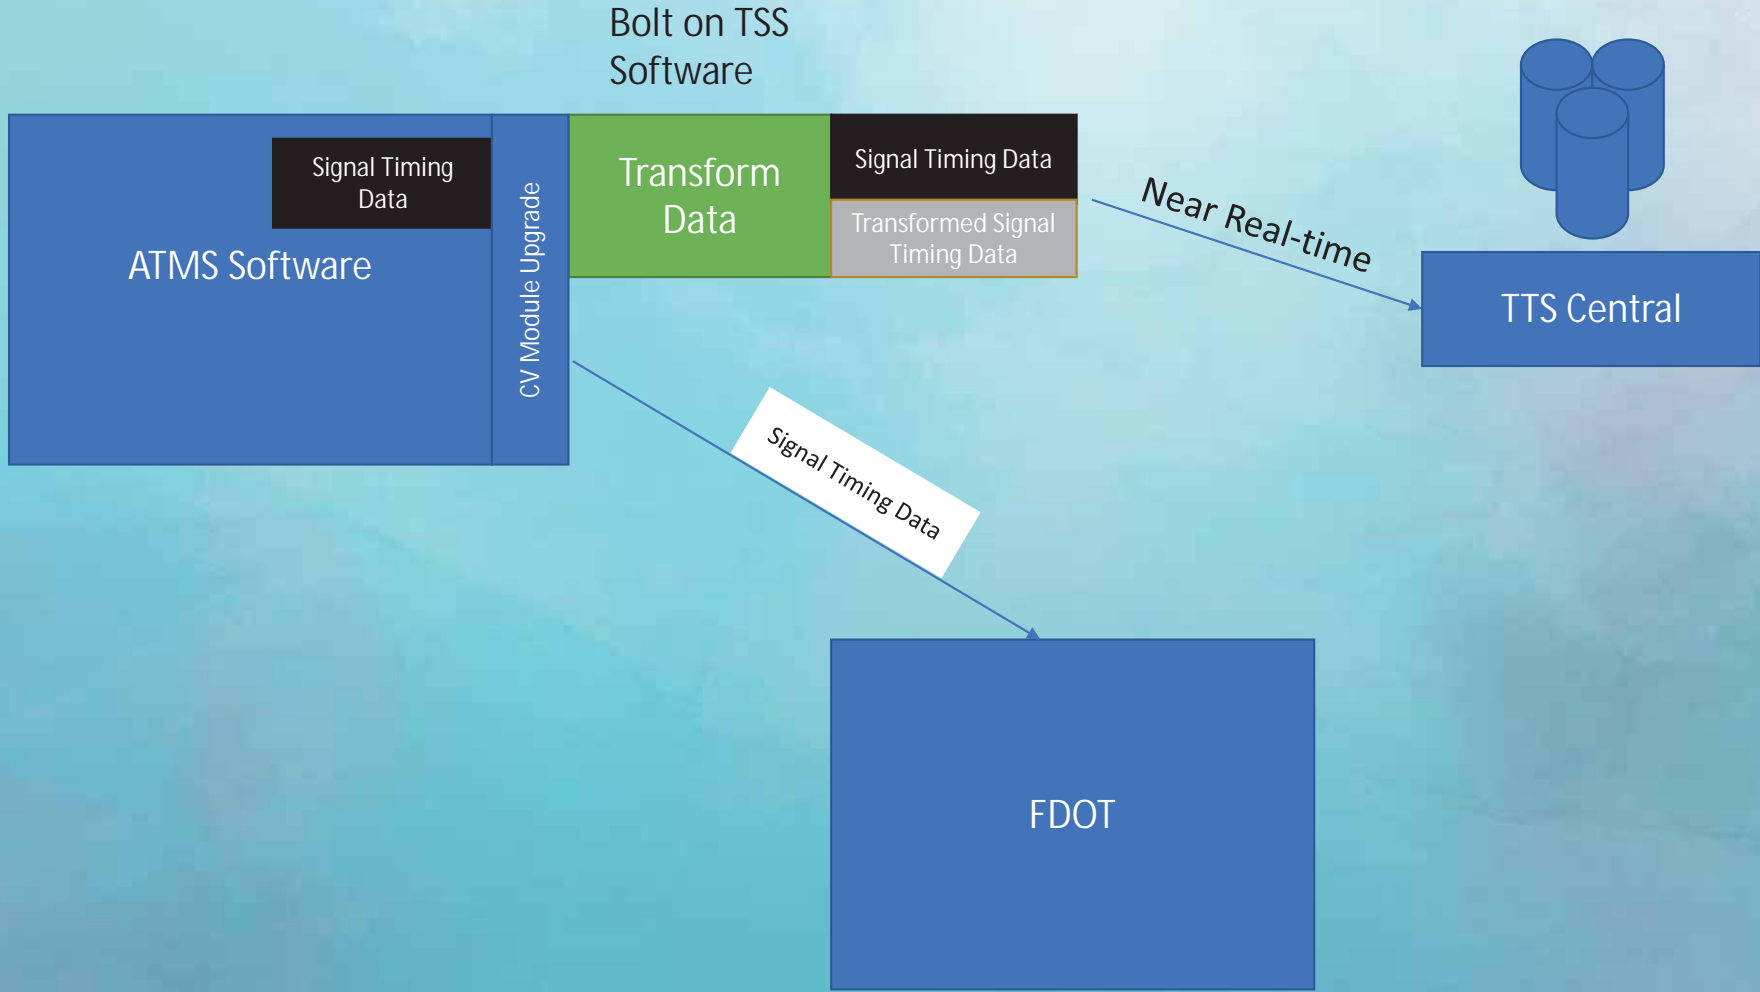 Bolt on TSS
Software
Signal Timing
Data
ATMS Software
CV Module Upgrade
Transform
Data
Signal Timing Data
Transformed Signal
Timing Data
Near Real-time
TTS Central
Signal Timing Data
FDOT